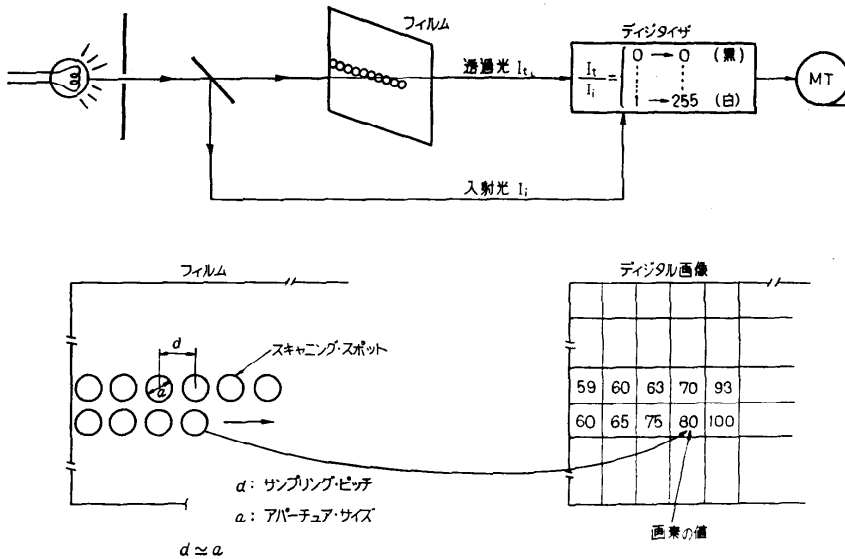 フィルム
ディジタイザ
透過光 It
It/Ii = 0 → 0 (黒)
1 → 255 (白)
MT
入射光 Ii
フィルム
ディジタル画像
d
スキャニング・スポット
a
59 60 63 70 93
60 65 75 80 100
d: サンプリング・ピッチ
a: アパーチュア・サイズ
画素の値
d ≃ a